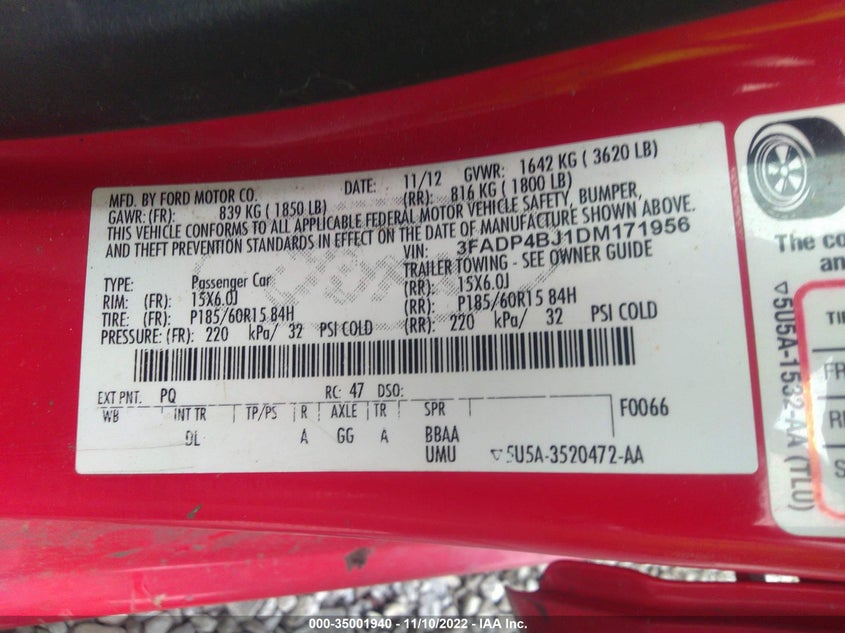 MFD. BY FORD MOTOR CO. DATE: 11/12 GVWR: 1642 KG ( 3620 LB)
GAWR: (FR): 839 KG ( 1850 LB) (RR): 816 KG ( 1800 LB)
THIS VEHICLE CONFORMS TO ALL APPLICABLE FEDERAL MOTOR VEHICLE SAFETY, BUMPER,
AND THEFT PREVENTION STANDARDS IN EFFECT ON THE DATE OF MANUFACTURE SHOWN ABOVE.
VIN: 3FADP4BJ1DM171956
TRAILER TOWING - SEE OWNER GUIDE
TYPE: Passenger Car
RIM: (FR): 15X6.0J (RR): 15X6.0J
TIRE: (FR): P185/60R15 84H (RR): P185/60R15 84H
PRESSURE: (FR): 220 kPa/ 32 PSI COLD (RR): 220 kPa/ 32 PSI COLD
EXT PNT. PQ RC: 47 DSO:
WB INT TR TP/PS R AXLE TR SPR F0066
DL A GG A BBAA
UMU ▽5U5A-3520472-AA
The co
an
▽5U5A-1532-AA (TLU)
TI
FR
RE
S
000-35001940 - 11/10/2022 - IAA Inc.